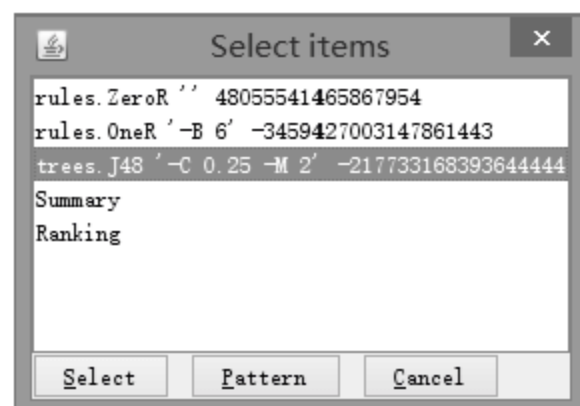 Select items
rules.ZeroR '' 48055541465867954
rules.OneR '-B 6' -3459427003147861443
trees.J48 '-C 0.25 -M 2' -217733168393644444
Summary
Ranking
Select Pattern Cancel